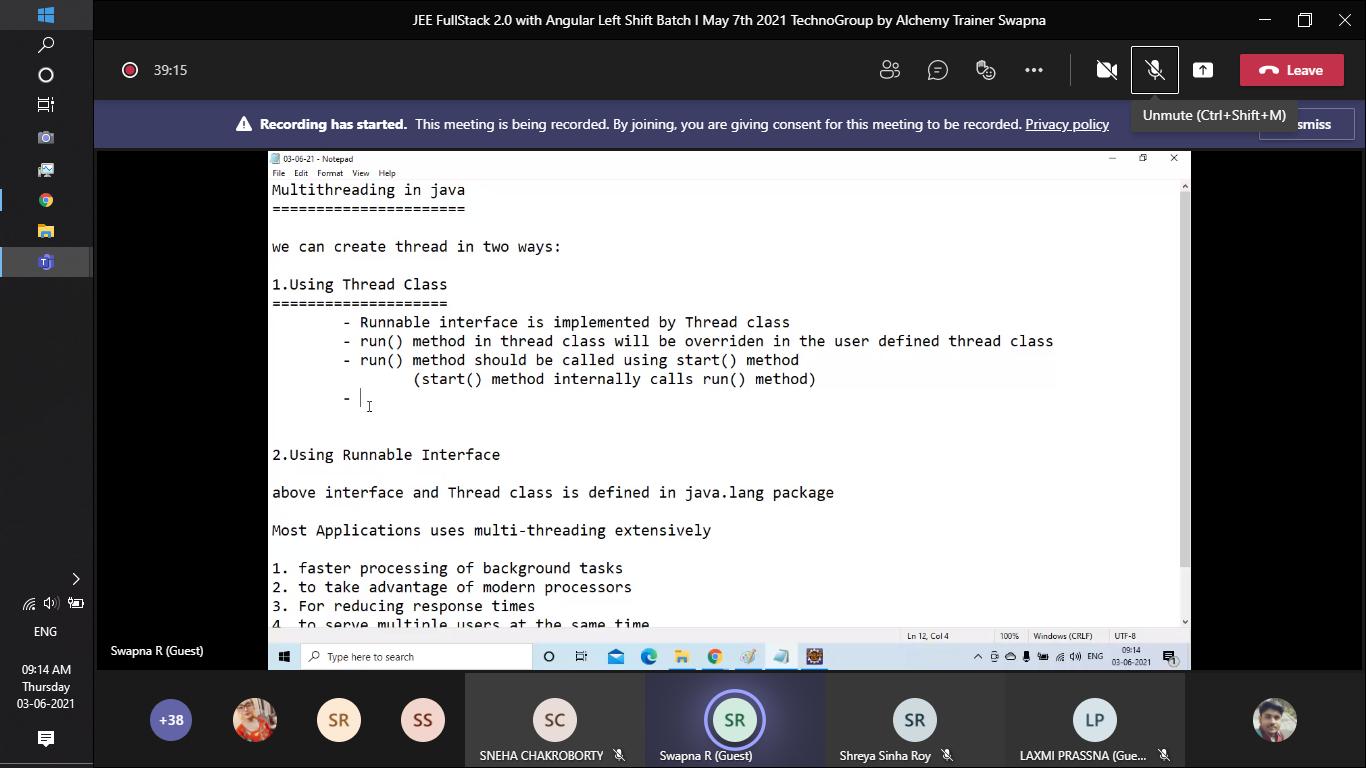 JEE FullStack 2.0 with Angular Left Shift Batch I May 7th 2021 TechnoGroup by Alchemy Trainer Swapna
39:15
Leave
Recording has started. This meeting is being recorded. By joining, you are giving consent for this meeting to be recorded. Privacy policy
Unmute (Ctrl+Shift+M)
smiss
03-06-21 - Notepad
File Edit Format View Help
Multithreading in java
======================
we can create thread in two ways:
1.Using Thread Class
====================
- Runnable interface is implemented by Thread class
- run() method in thread class will be overriden in the user defined thread class
- run() method should be called using start() method
(start() method internally calls run() method)
-
2.Using Runnable Interface
above interface and Thread class is defined in java.lang package
Most Applications uses multi-threading extensively
1. faster processing of background tasks
2. to take advantage of modern processors
3. For reducing response times
4. to serve multiple users at the same time
Ln 12, Col 4 100% Windows (CRLF) UTF-8
Type here to search
ENG
09:14
03-06-2021
1
Swapna R (Guest)
ENG
09:14 AM
Thursday
03-06-2021
+38
SR
SS
SC
SNEHA CHAKROBORTY
SR
Swapna R (Guest)
SR
Shreya Sinha Roy
LP
LAXMI PRASSNA (Gue...